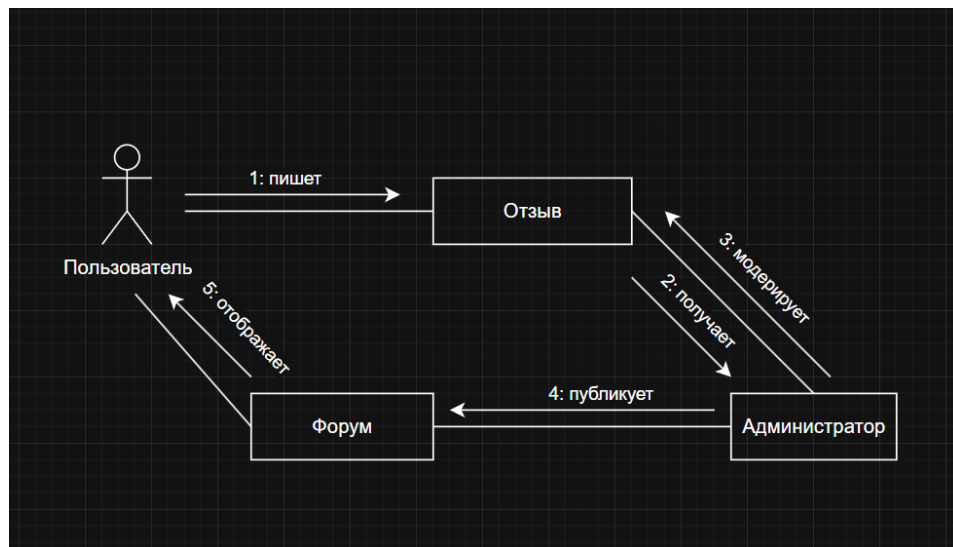 1: пишет
Отзыв
Пользователь
3: модерирует
2: получает
5: отображает
4: публикует
Форум
Администратор